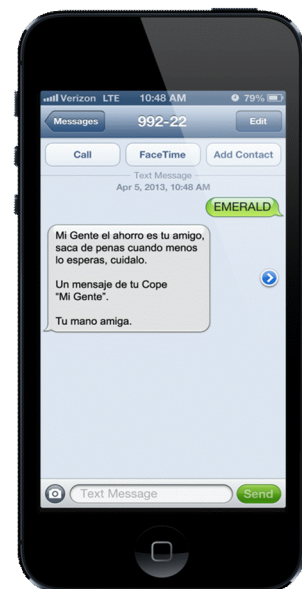 Verizon LTE 10:48 AM 79%
Messages 992-22 Edit
Call FaceTime Add Contact
Text Message
Apr 5, 2013, 10:48 AM
EMERALD
Mi Gente el ahorro es tu amigo,
saca de penas cuando menos
lo esperas, cuidalo.
Un mensaje de tu Cope
"Mi Gente".
Tu mano amiga.
Text Message Send